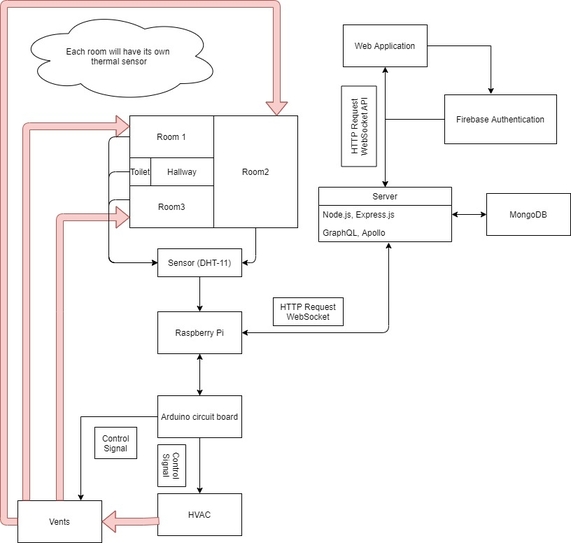 Each room will have its own
thermal sensor
Web Application
Firebase Authentication
HTTP Request
WebSocket API
Room 1
Toilet
Hallway
Room2
Room3
Server
Node.js, Express.js
GraphQL, Apollo
MongoDB
Sensor (DHT-11)
HTTP Request
WebSocket
Raspberry Pi
Arduino circuit board
Control
Signal
Control
Signal
Vents
HVAC